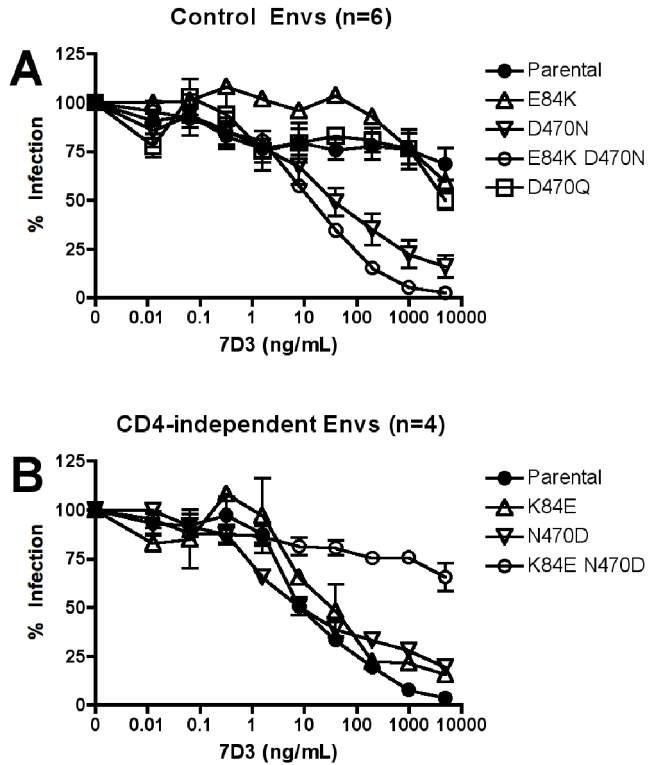 Control Envs (n=6)
A
125
100
75
50
25
0
% Infection
0 0.01 0.1 1 10 100 1000 10000
7D3 (ng/mL)
Parental
E84K
D470N
E84K D470N
D470Q
CD4-independent Envs (n=4)
B
125
100
75
50
25
0
% Infection
0 0.01 0.1 1 10 100 1000 10000
7D3 (ng/mL)
Parental
K84E
N470D
K84E N470D